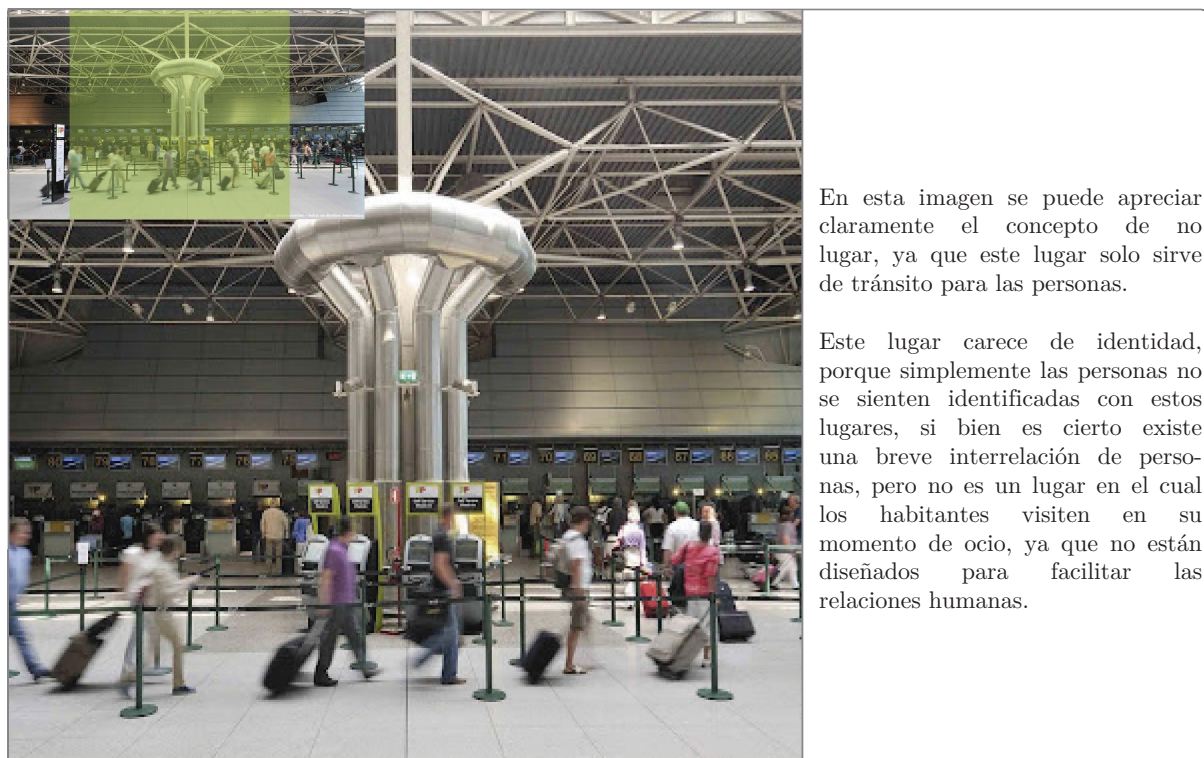 En esta imagen se puede apreciar
claramente el concepto de no
lugar, ya que este lugar solo sirve
de tránsito para las personas.
Este lugar carece de identidad,
porque simplemente las personas no
se sienten identificadas con estos
lugares, si bien es cierto existe
una breve interrelación de perso-
nas, pero no es un lugar en el cual
los habitantes visiten en su
momento de ocio, ya que no están
diseñados para facilitar las
relaciones humanas.